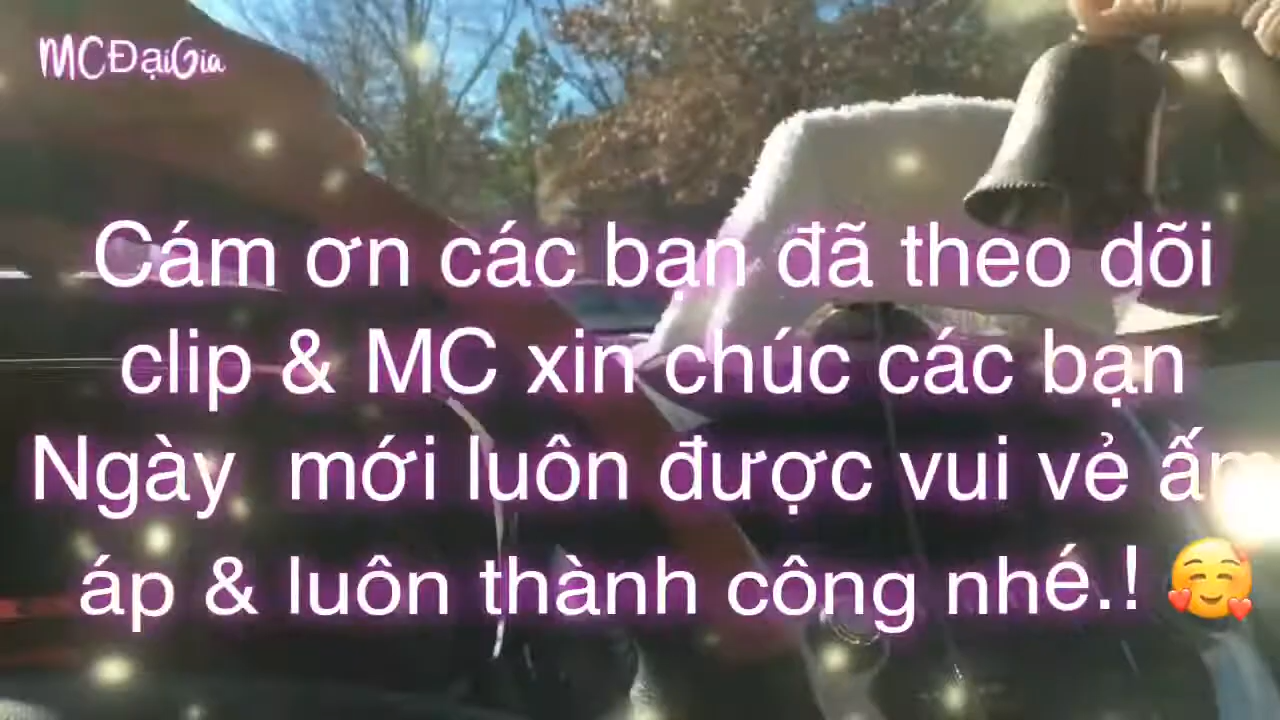 MCĐạiGia
Cám ơn các bạn đã theo dõi
clip & MC xin chúc các bạn
Ngày  mới luôn được vui vẻ ấm
áp & luôn thành công nhé.! 🥰